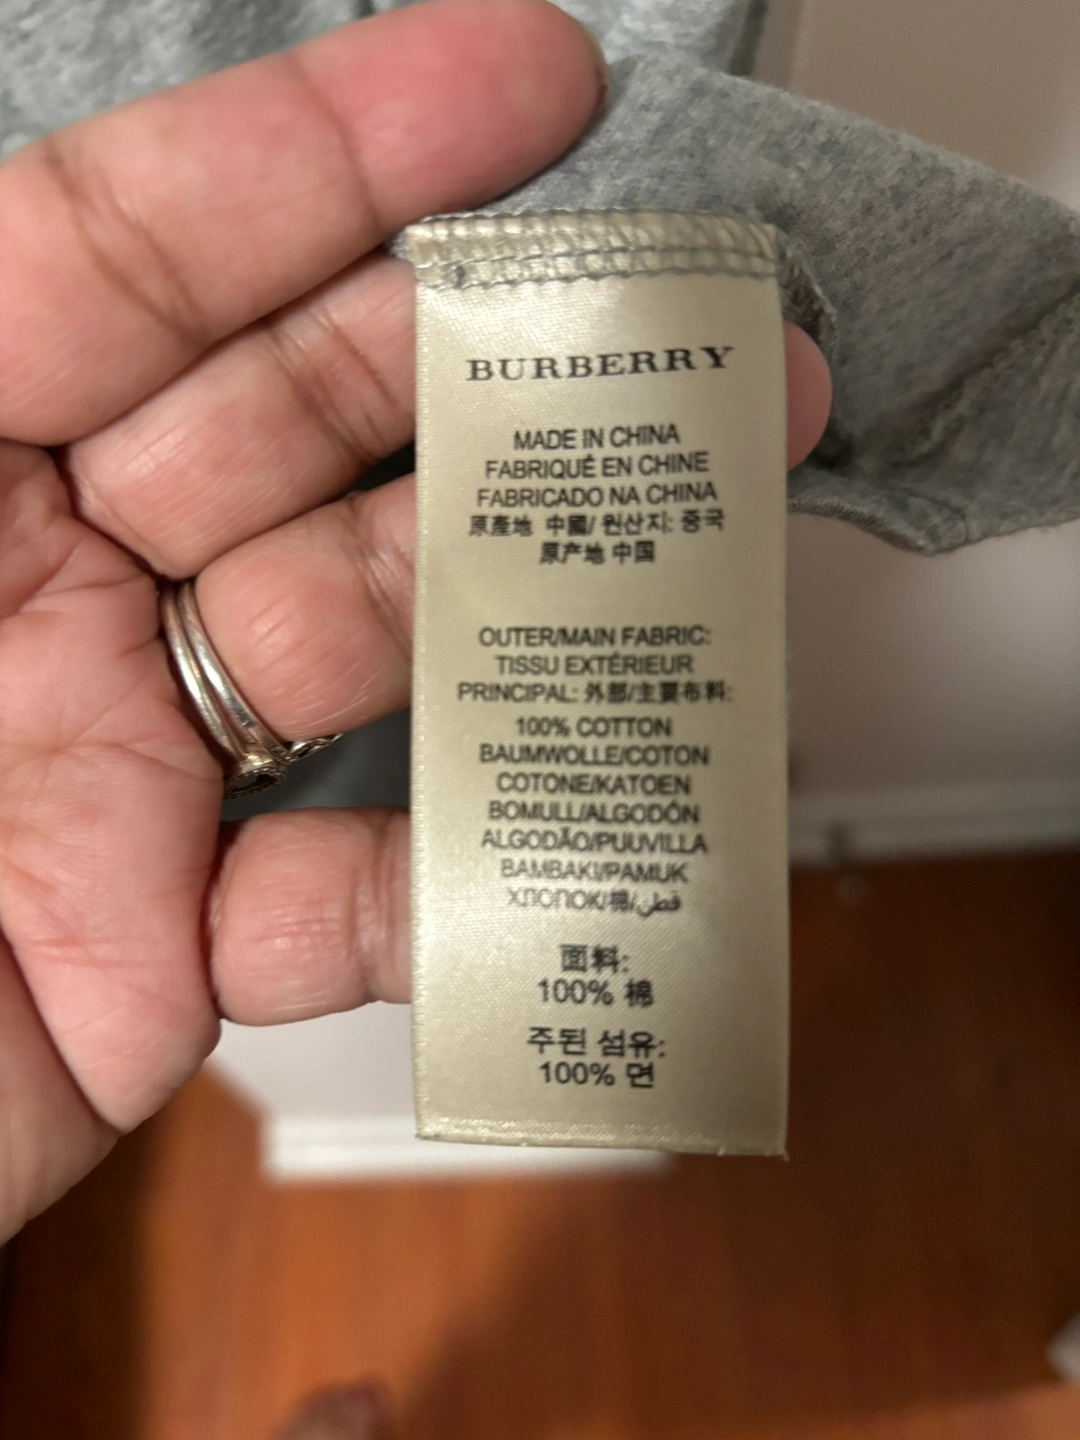 BURBERRY
MADE IN CHINA
FABRIQUÉ EN CHINE
FABRICADO NA CHINA
原產地 中國/ 원산지: 중국
原产地 中国
OUTER/MAIN FABRIC:
TISSU EXTÉRIEUR
PRINCIPAL: 外部/主要布料:
100% COTTON
BAUMWOLLE/COTON
COTONE/KATOEN
BOMULL/ALGODÓN
ALGODÃO/PUUVILLA
BAMBAKI/PAMUK
ХЛОПОК/棉/قطن
面料:
100% 棉
주된 섬유:
100% 면